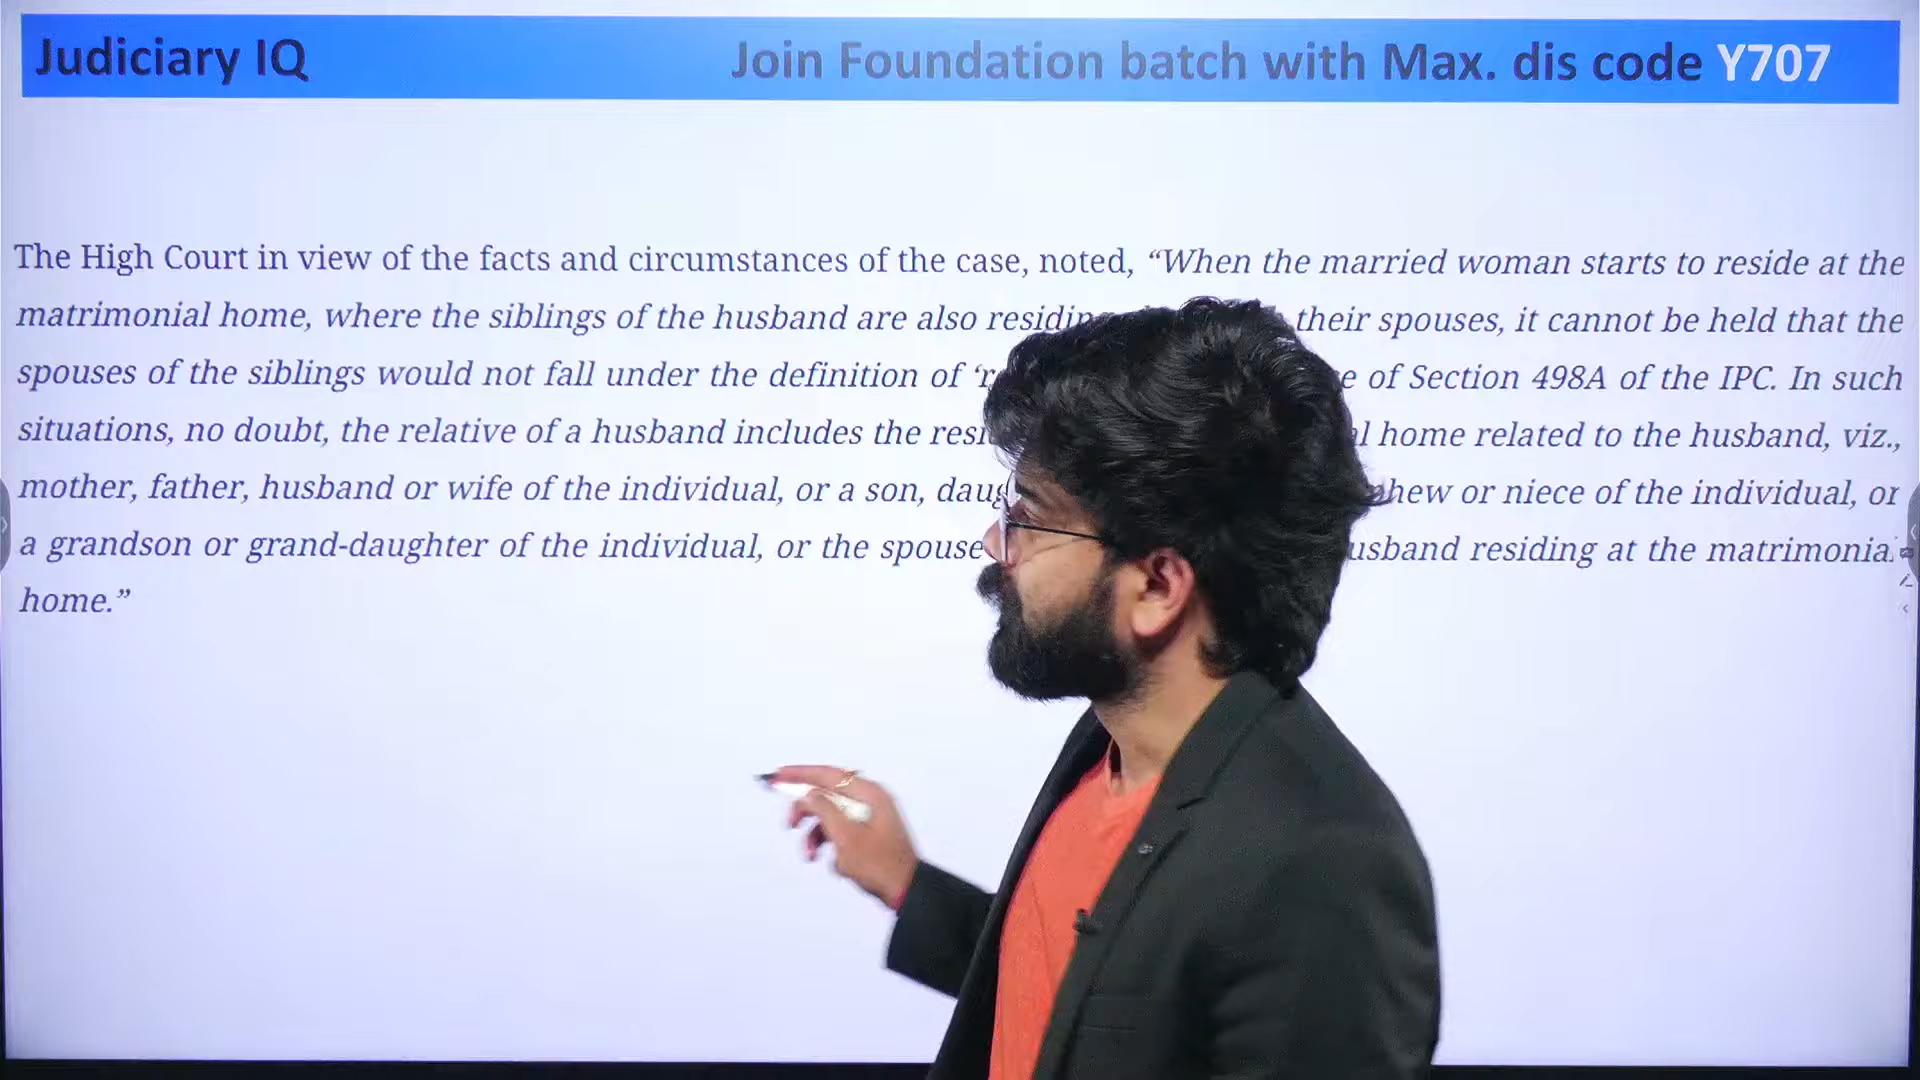 Judiciary IQ
Join Foundation batch with Max. dis code Y707
The High Court in view of the facts and circumstances of the case, noted, “When the married woman starts to reside at the
matrimonial home, where the siblings of the husband are also residing their spouses, it cannot be held that the
spouses of the siblings would not fall under the definition of of Section 498A of the IPC. In such
situations, no doubt, the relative of a husband includes the home related to the husband, viz.,
mother, father, husband or wife of the individual, or a son, or niece of the individual, or
a grandson or grand-daughter of the individual, or the spouse residing at the matrimonial
home.”